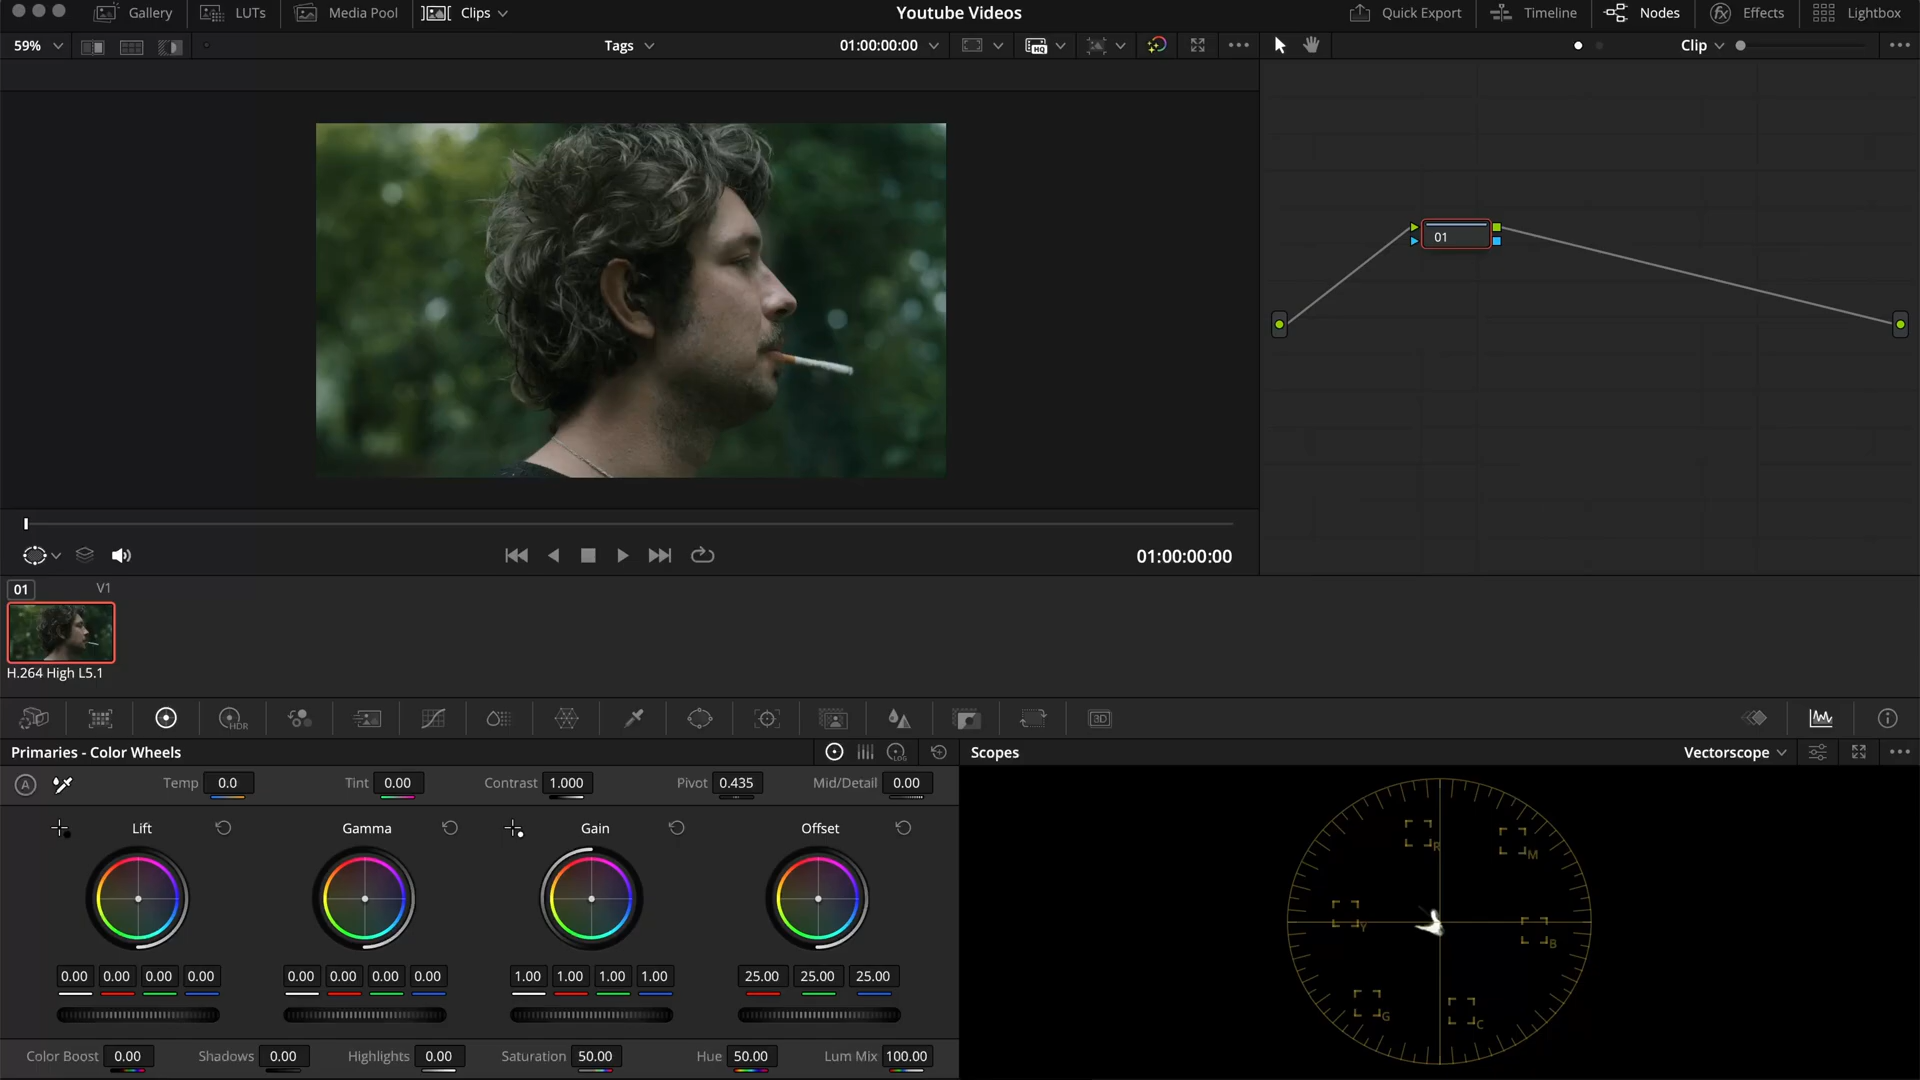 Gallery LUTs Media Pool Clips Youtube Videos Quick Export Timeline Nodes Effects Lightbox
59% Tags 01:00:00:00 HQ Clip
01
01:00:00:00
01 V1
H.264 High L5.1
HDR 3D
Primaries - Color Wheels LOG Scopes Vectorscope
A Temp 0.0 Tint 0.00 Contrast 1.000 Pivot 0.435 Mid/Detail 0.00
Lift Gamma Gain Offset
0.00 0.00 0.00 0.00 0.00 0.00 0.00 0.00 1.00 1.00 1.00 1.00 25.00 25.00 25.00
Color Boost 0.00 Shadows 0.00 Highlights 0.00 Saturation 50.00 Hue 50.00 Lum Mix 100.00
R M
Y B
G C